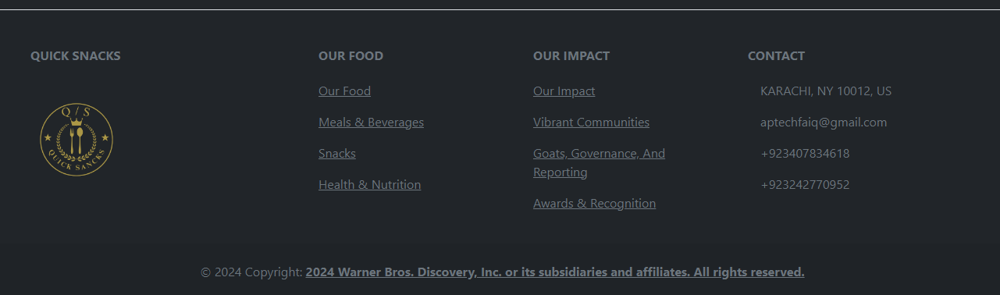 QUICK SNACKS
Q / S
QUICK SANCKS
OUR FOOD
Our Food
Meals & Beverages
Snacks
Health & Nutrition
OUR IMPACT
Our Impact
Vibrant Communities
Goats, Governance, And
Reporting
Awards & Recognition
CONTACT
KARACHI, NY 10012, US
aptechfaiq@gmail.com
+923407834618
+923242770952
© 2024 Copyright: 2024 Warner Bros. Discovery, Inc. or its subsidiaries and affiliates. All rights reserved.